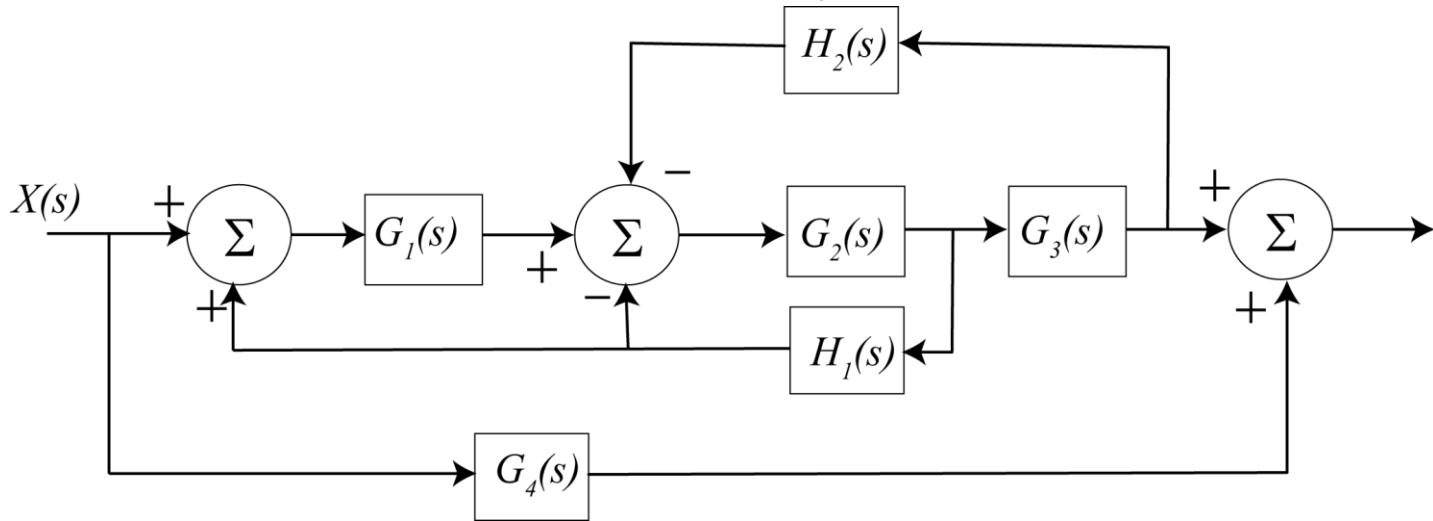 H₂(s)
−
X(s)
+
Σ
G₁(s)
+
Σ
−
G₂(s)
G₃(s)
+
Σ
+
+
H₁(s)
G₄(s)